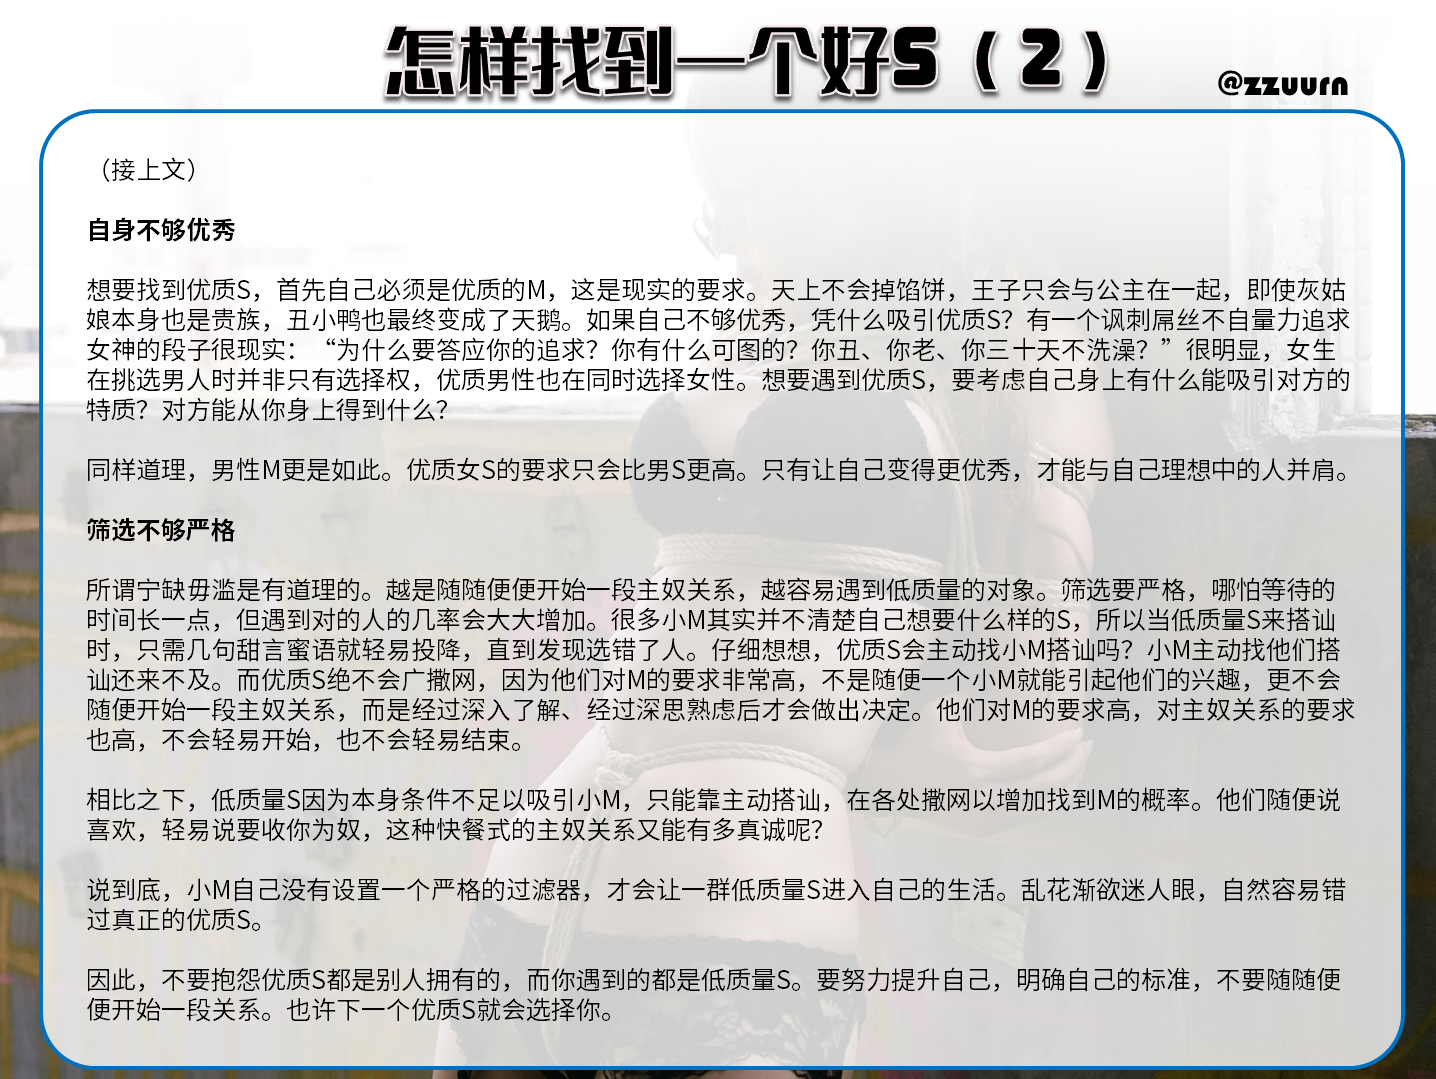 怎样找到一个好S（2）
@zzuurn
（接上文）
自身不够优秀
想要找到优质S，首先自己必须是优质的M，这是现实的要求。天上不会掉馅饼，王子只会与公主在一起，即使灰姑
娘本身也是贵族，丑小鸭也最终变成了天鹅。如果自己不够优秀，凭什么吸引优质S？有一个讽刺屌丝不自量力追求
女神的段子很现实：“为什么要答应你的追求？你有什么可图的？你丑、你老、你三十天不洗澡？”很明显，女生
在挑选男人时并非只有选择权，优质男性也在同时选择女性。想要遇到优质S，要考虑自己身上有什么能吸引对方的
特质？对方能从你身上得到什么？
同样道理，男性M更是如此。优质女S的要求只会比男S更高。只有让自己变得更优秀，才能与自己理想中的人并肩。
筛选不够严格
所谓宁缺毋滥是有道理的。越是随随便便开始一段主奴关系，越容易遇到低质量的对象。筛选要严格，哪怕等待的
时间长一点，但遇到对的人的几率会大大增加。很多小M其实并不清楚自己想要什么样的S，所以当低质量S来搭讪
时，只需几句甜言蜜语就轻易投降，直到发现选错了人。仔细想想，优质S会主动找小M搭讪吗？小M主动找他们搭
讪还来不及。而优质S绝不会广撒网，因为他们对M的要求非常高，不是随便一个小M就能引起他们的兴趣，更不会
随便开始一段主奴关系，而是经过深入了解、经过深思熟虑后才会做出决定。他们对M的要求高，对主奴关系的要求
也高，不会轻易开始，也不会轻易结束。
相比之下，低质量S因为本身条件不足以吸引小M，只能靠主动搭讪，在各处撒网以增加找到M的概率。他们随便说
喜欢，轻易说要收你为奴，这种快餐式的主奴关系又能有多真诚呢？
说到底，小M自己没有设置一个严格的过滤器，才会让一群低质量S进入自己的生活。乱花渐欲迷人眼，自然容易错
过真正的优质S。
因此，不要抱怨优质S都是别人拥有的，而你遇到的都是低质量S。要努力提升自己，明确自己的标准，不要随随便
便开始一段关系。也许下一个优质S就会选择你。